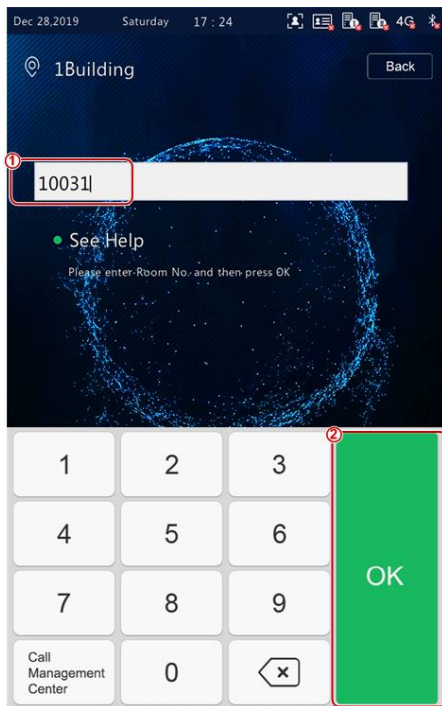 Dec 28,2019 Saturday 17 : 24 4G
1Building Back
①
10031
See Help
Please enter Room No. and then press OK
②
1 2 3
4 5 6
OK
7 8 9
Call
Management
Center
0